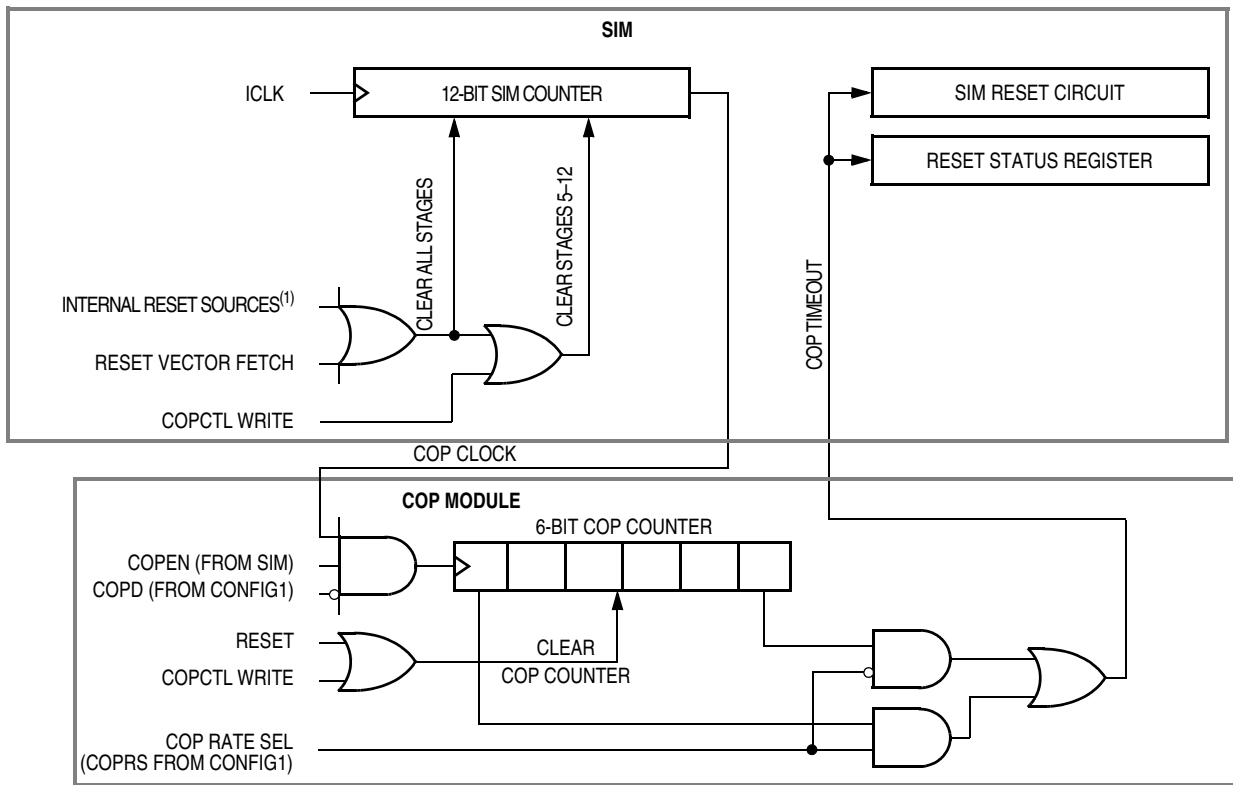 SIM
ICLK
12-BIT SIM COUNTER
SIM RESET CIRCUIT
RESET STATUS REGISTER
CLEAR ALL STAGES
CLEAR STAGES 5–12
COP TIMEOUT
INTERNAL RESET SOURCES(1)
RESET VECTOR FETCH
COPCTL WRITE
COP CLOCK
COP MODULE
6-BIT COP COUNTER
COPEN (FROM SIM)
COPD (FROM CONFIG1)
RESET
CLEAR
COPCTL WRITE
COP COUNTER
COP RATE SEL
(COPRS FROM CONFIG1)